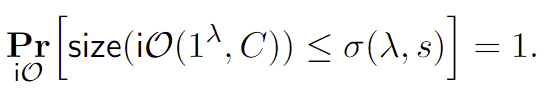 Pr_{iO}[size(iO(1^λ, C)) ≤ σ(λ, s)] = 1.